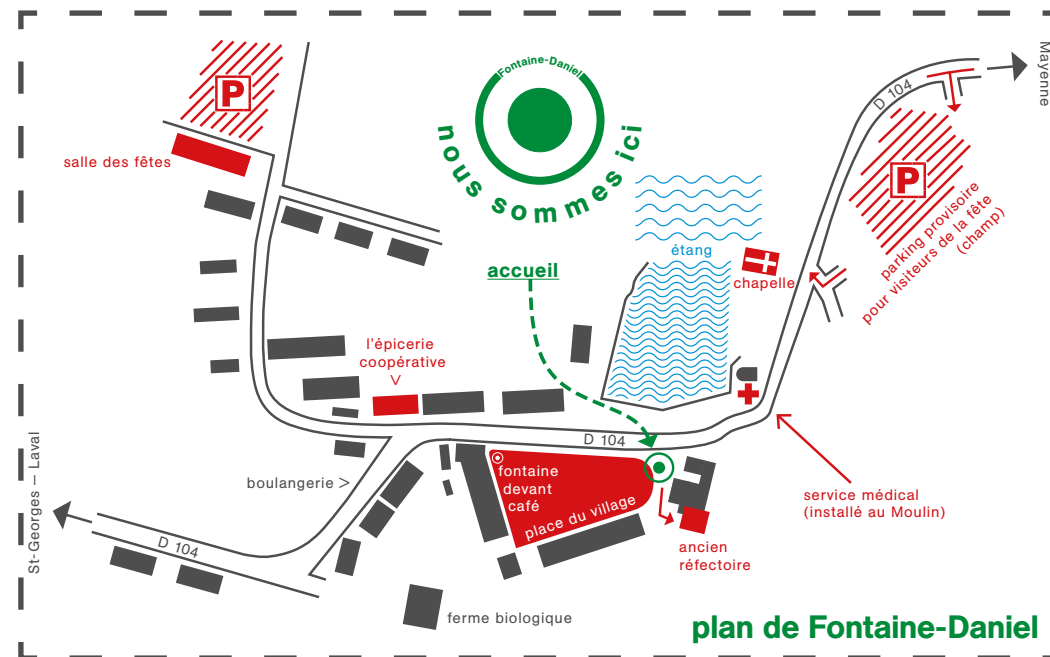 Fontaine-Daniel
nous sommes ici
P
salle des fêtes
Mayenne
D 104
P
parking provisoire
pour visiteurs de la fête
(champ)
étang
accueil
chapelle
l'épicerie
coopérative
V
D 104
fontaine
devant
café
place du village
boulangerie >
St-Georges – Laval
D 104
service médical
(installé au Moulin)
ancien
réfectoire
ferme biologique
plan de Fontaine-Daniel